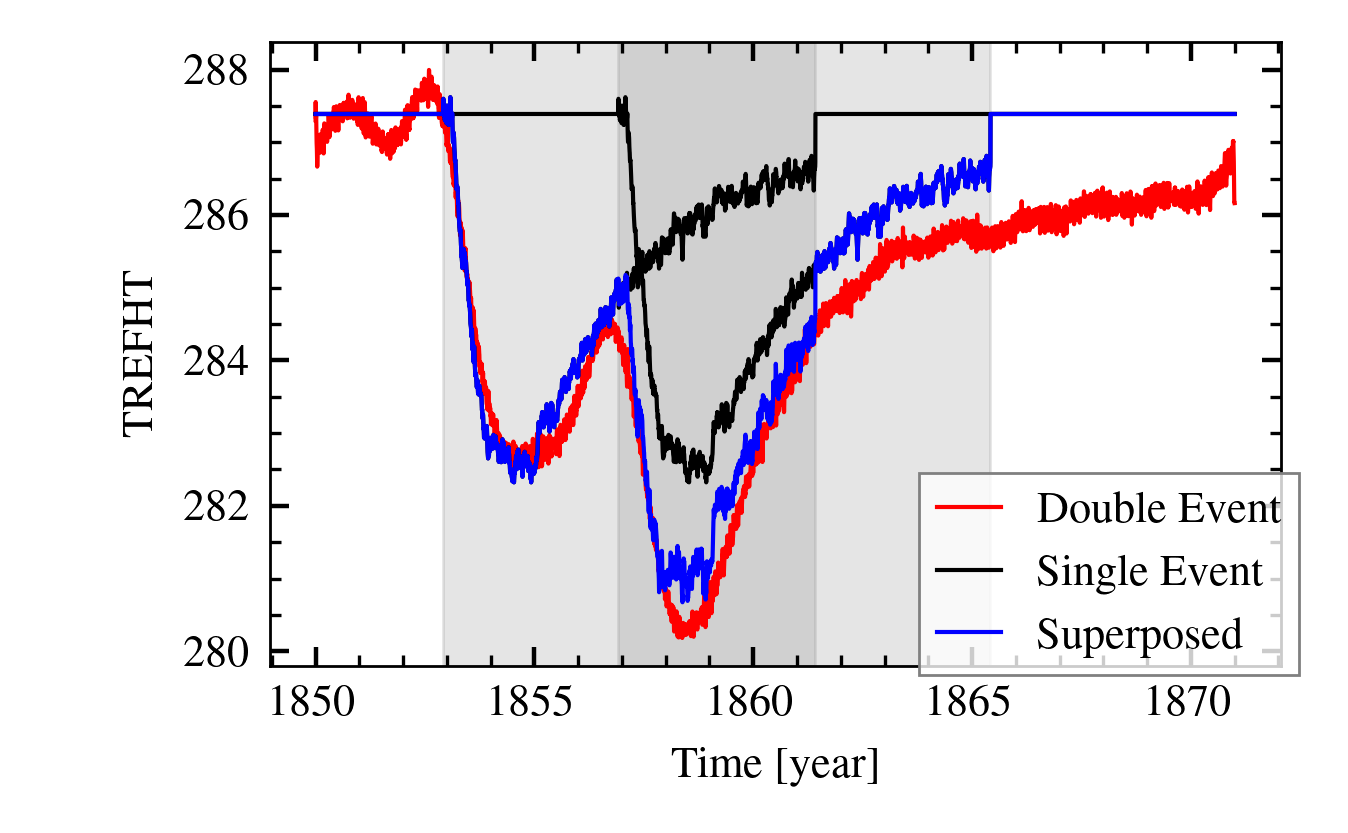 288
286
284
282
280
TREFHT
1850
1855
1860
1865
1870
Time [year]
Double Event
Single Event
Superposed